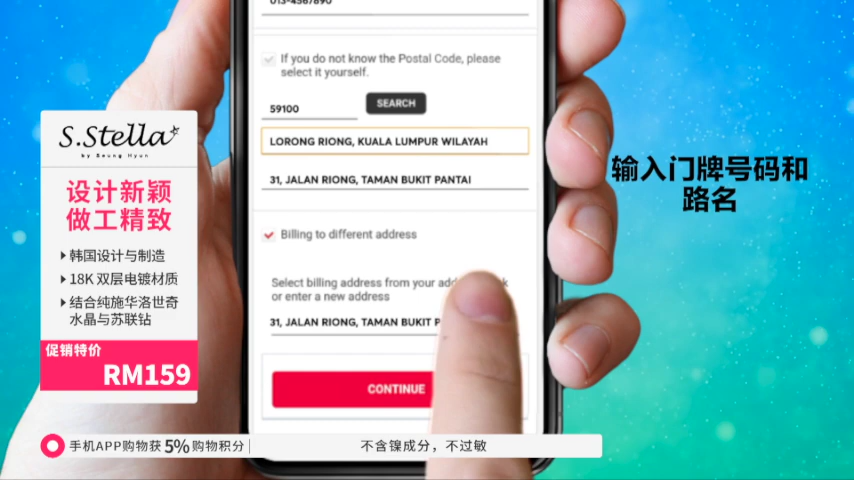 013-4567890
If you do not know the Postal Code, please
select it yourself.
59100
SEARCH
LORONG RIONG, KUALA LUMPUR WILAYAH
31, JALAN RIONG, TAMAN BUKIT PANTAI
Billing to different address
Select billing address from your
or enter a new address
31, JALAN RIONG, TAMAN BUKIT
CONTINUE
输入门牌号码和
路名
S.Stella
by Seung Hyun
设计新颖
做工精致
韩国设计与制造
18K 双层电镀材质
结合纯施华洛世奇
水晶与苏联钻
促销特价
RM159
手机APP购物获 5% 购物积分
不含镍成分，不过敏